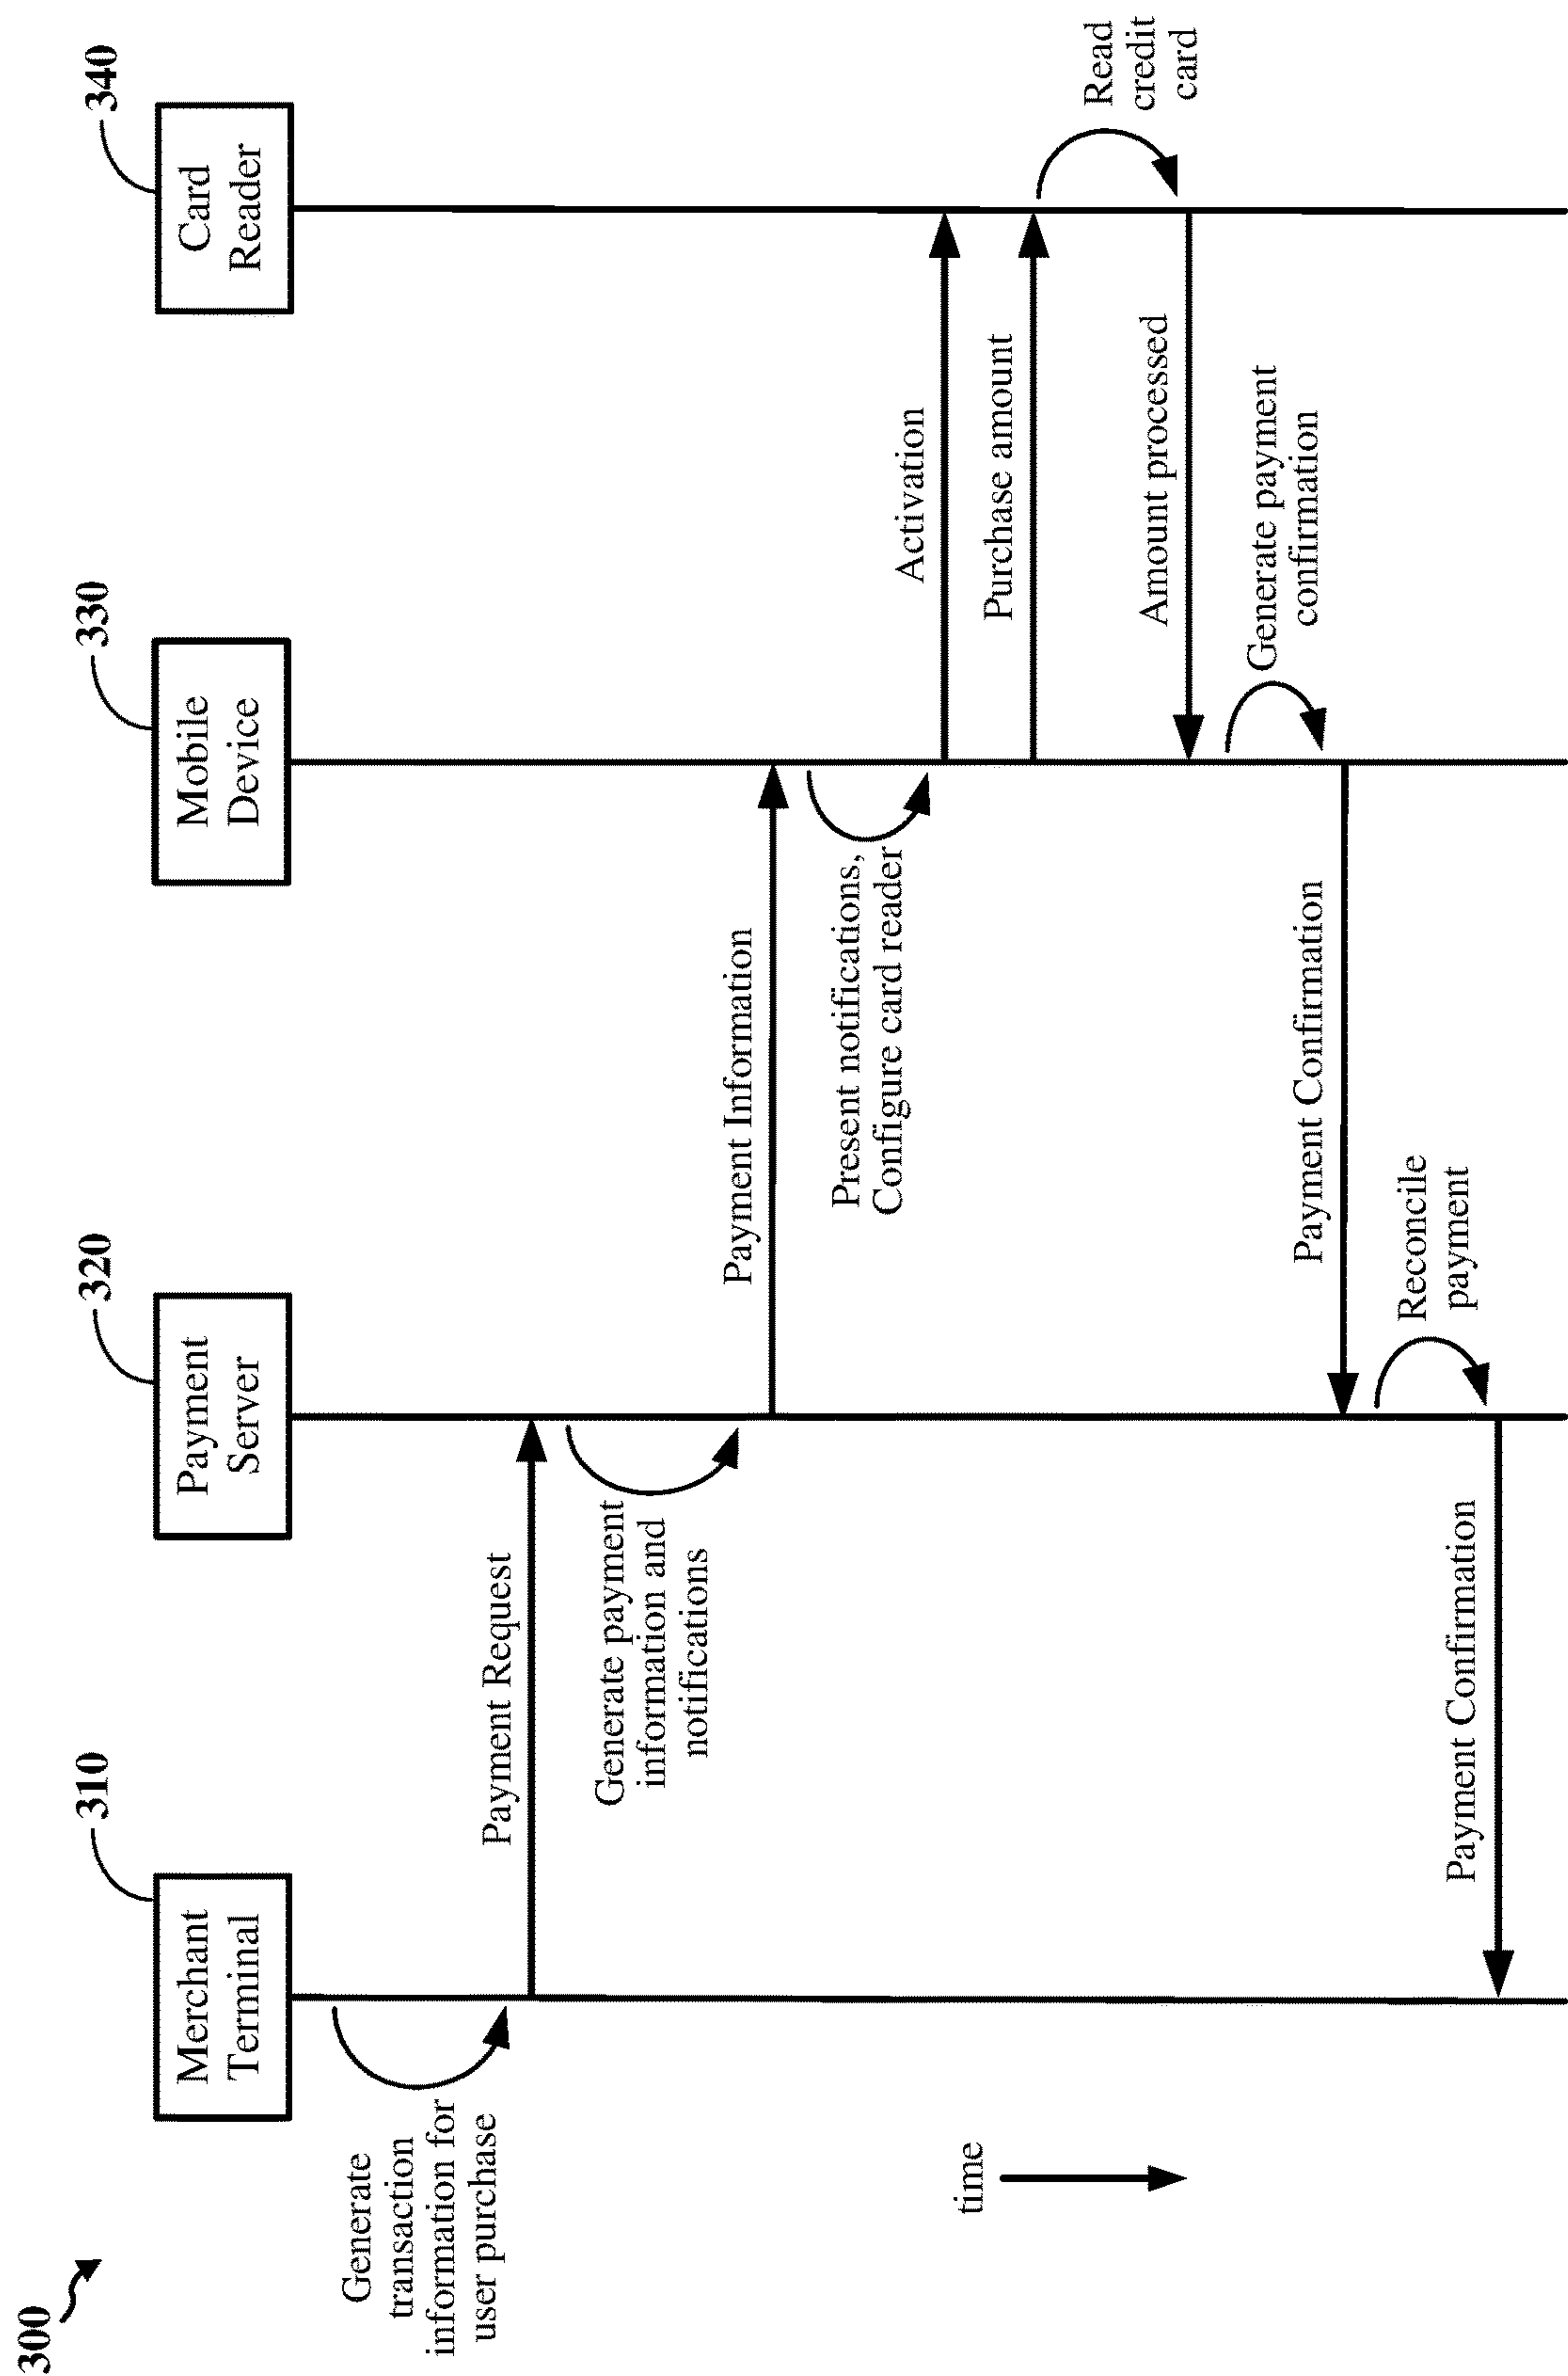 300
310
Merchant
Terminal
320
Payment
Server
330
Mobile
Device
340
Card
Reader
Generate
transaction
information for
user purchase
Payment Request
Generate payment
information and
notifications
Payment Information
Present notifications,
Configure card reader
Activation
Purchase amount
Read
credit
card
Amount processed
Generate payment
confirmation
Payment Confirmation
Reconcile
payment
Payment Confirmation
time